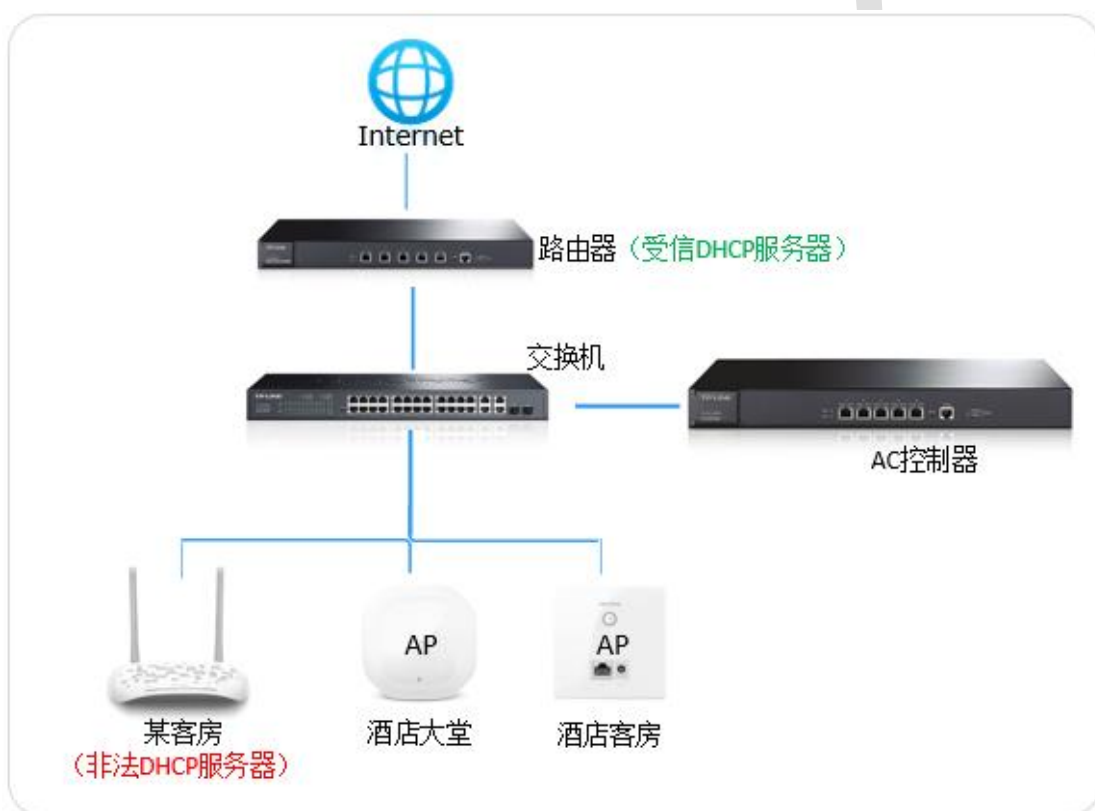 Internet
路由器（受信DHCP服务器）
交换机
TP-LINK
AC控制器
AP
AP
某客房
（非法DHCP服务器）
酒店大堂
酒店客房